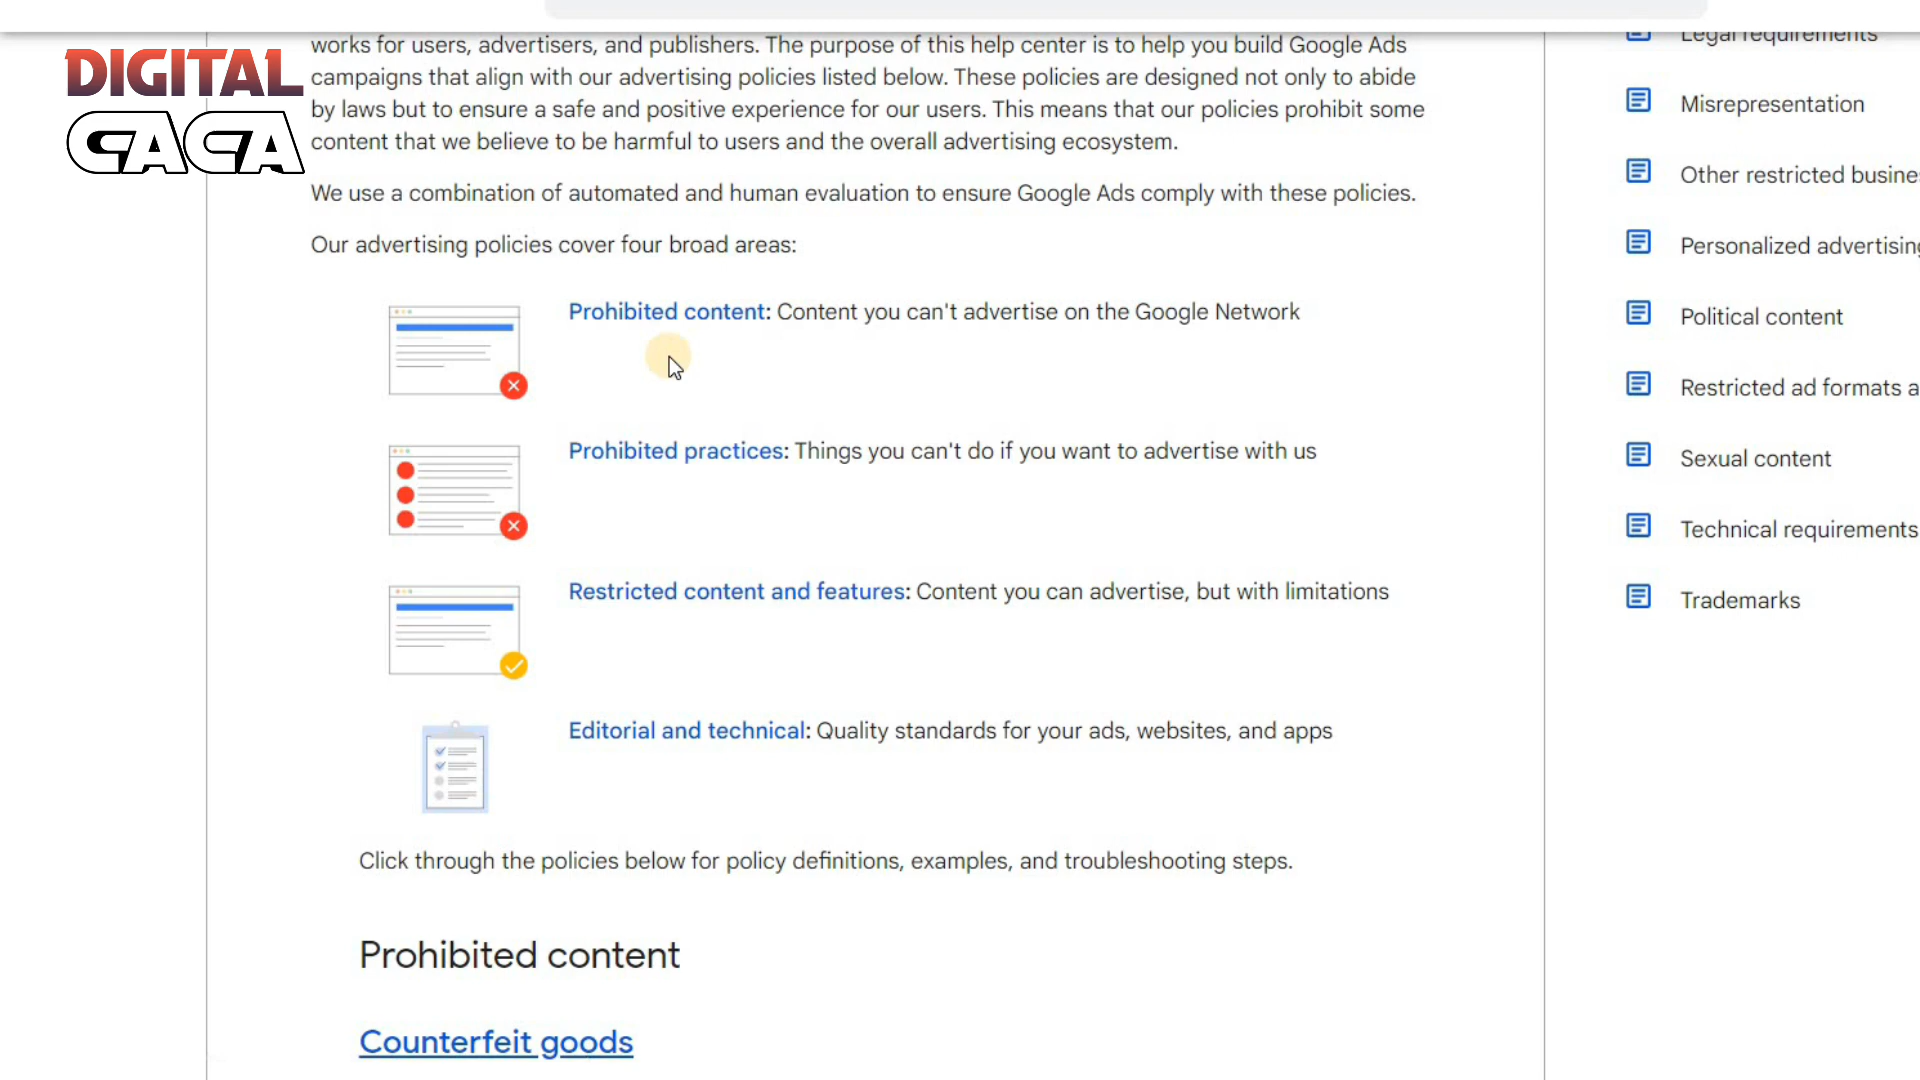 DIGITAL
CACA
works for users, advertisers, and publishers. The purpose of this help center is to help you build Google Ads
campaigns that align with our advertising policies listed below. These policies are designed not only to abide
by laws but to ensure a safe and positive experience for our users. This means that our policies prohibit some
content that we believe to be harmful to users and the overall advertising ecosystem.
We use a combination of automated and human evaluation to ensure Google Ads comply with these policies.
Our advertising policies cover four broad areas:
Prohibited content: Content you can't advertise on the Google Network
Prohibited practices: Things you can't do if you want to advertise with us
Restricted content and features: Content you can advertise, but with limitations
Editorial and technical: Quality standards for your ads, websites, and apps
Click through the policies below for policy definitions, examples, and troubleshooting steps.
Prohibited content
Counterfeit goods
Legal requirements
Misrepresentation
Other restricted busine
Personalized advertising
Political content
Restricted ad formats a
Sexual content
Technical requirements
Trademarks